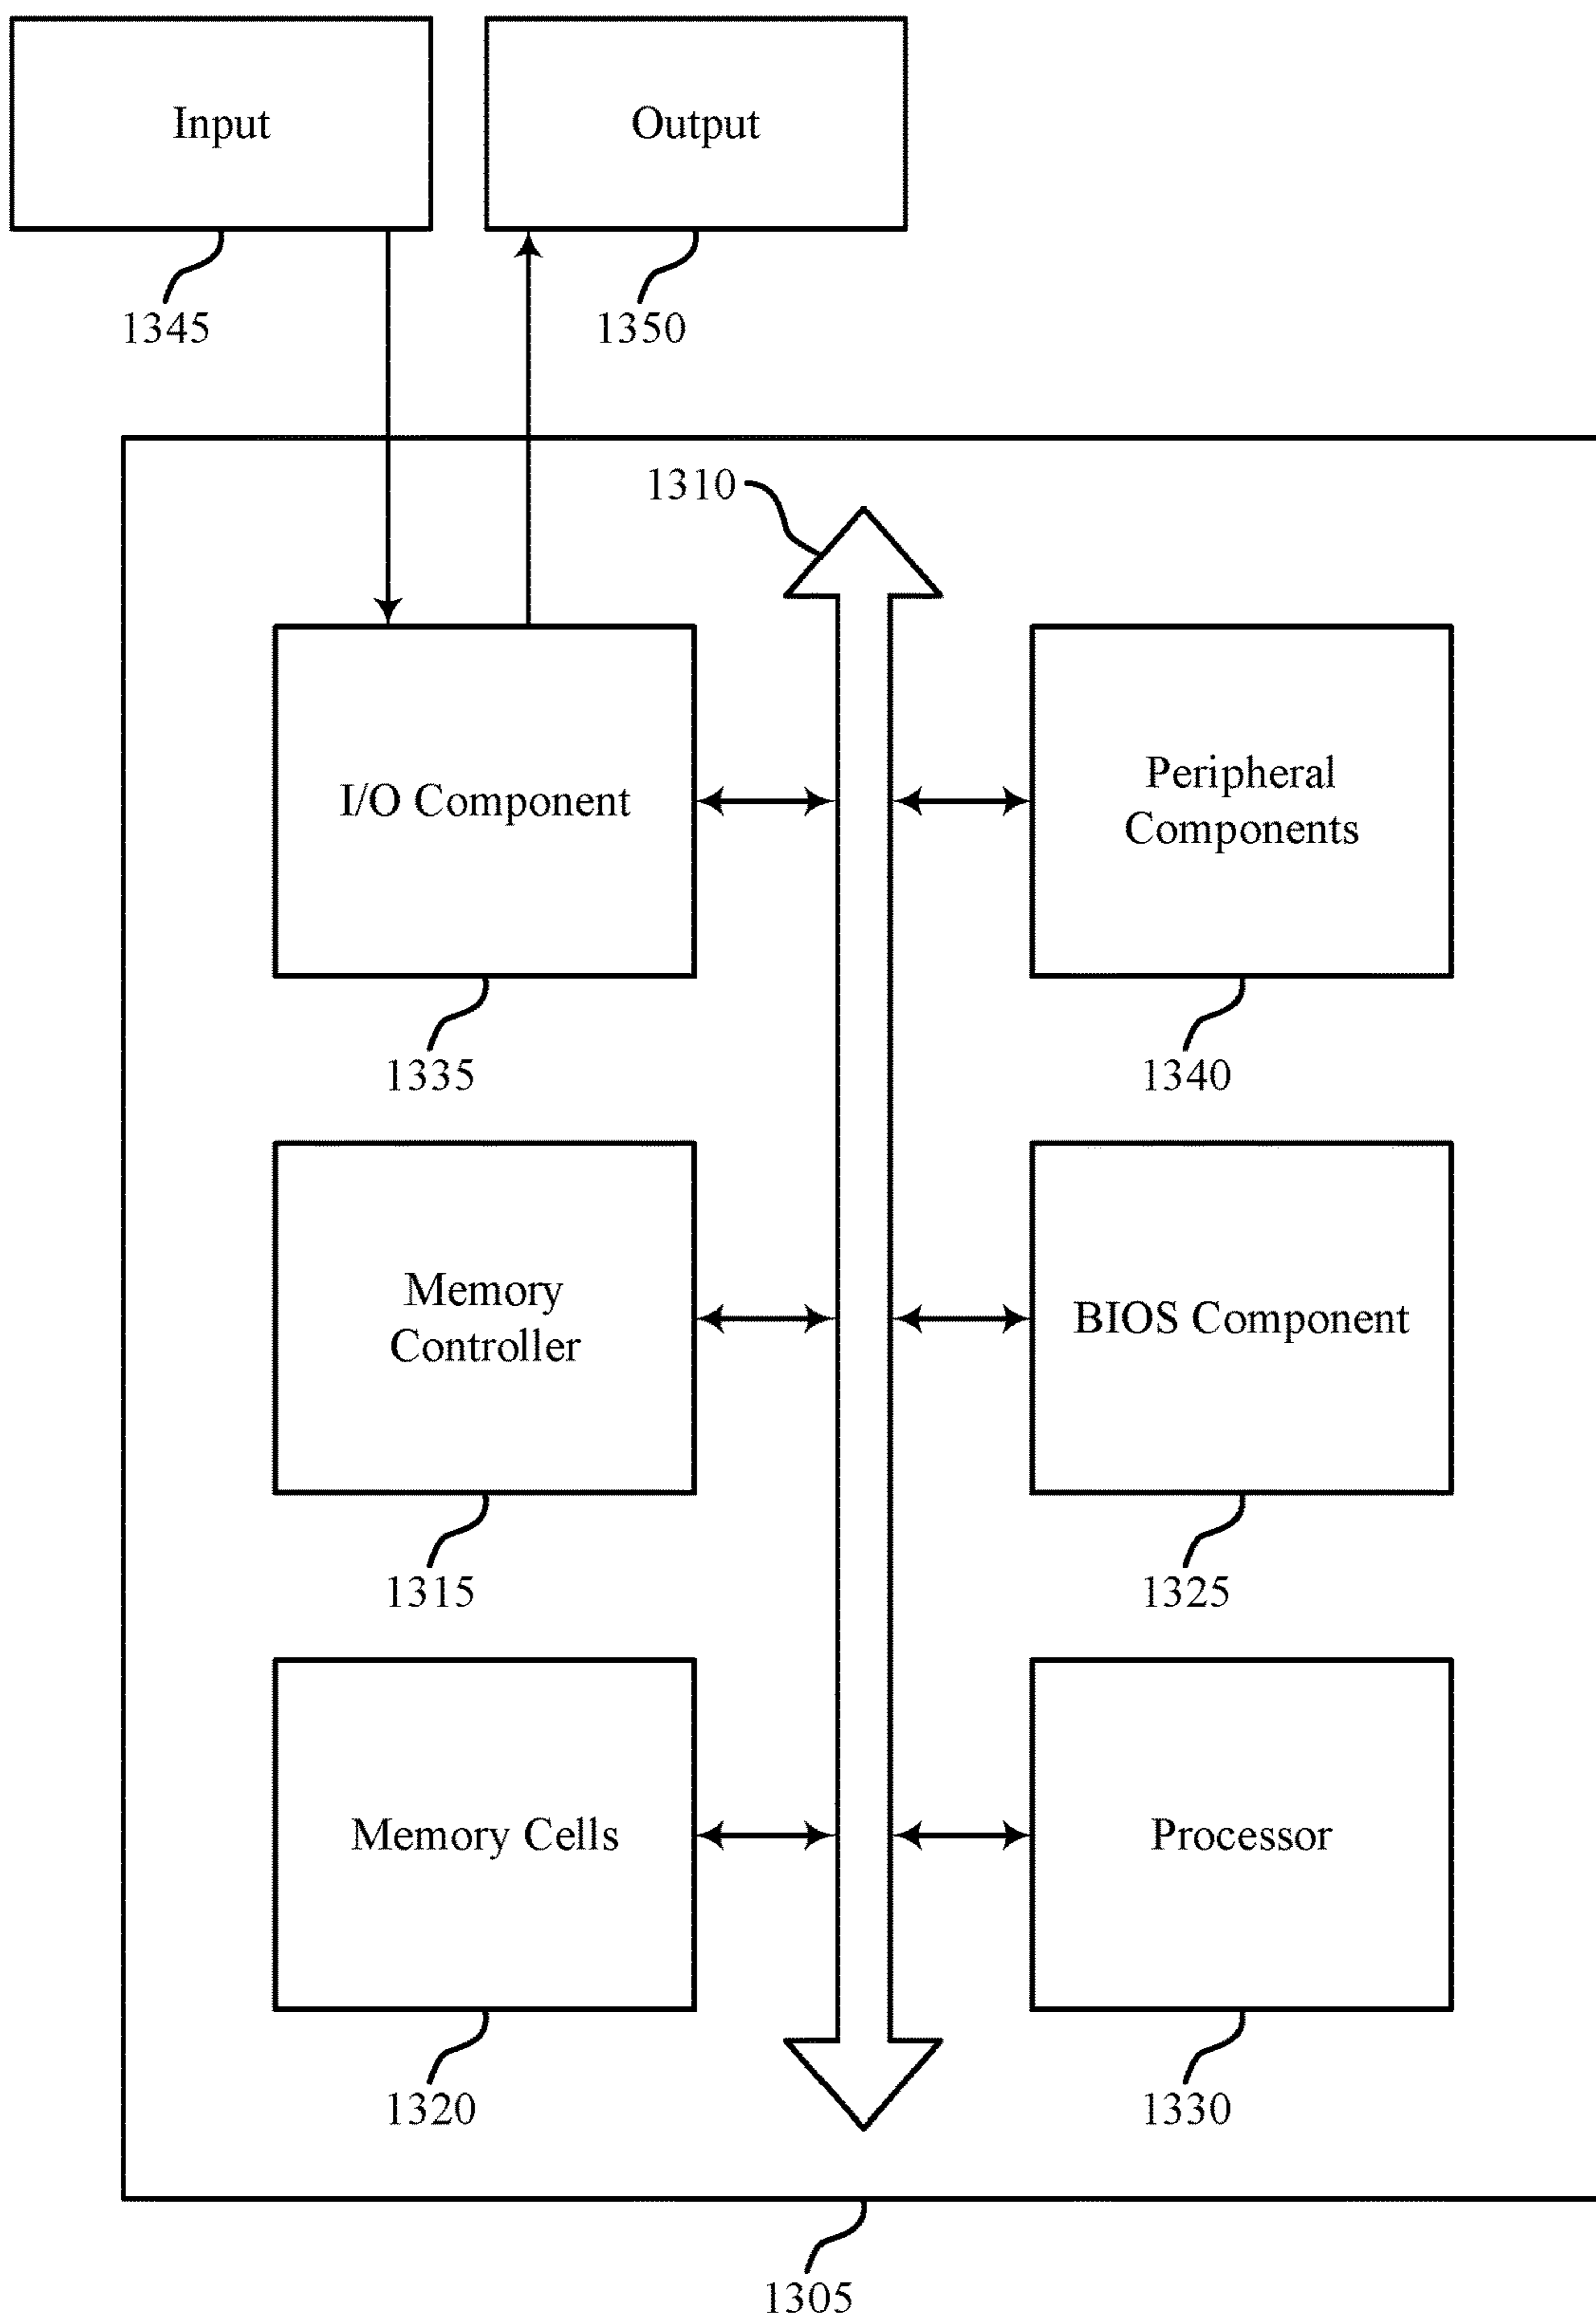 Input
Output
1345
1350
1310
I/O Component
Peripheral
Components
1335
1340
Memory
Controller
BIOS Component
1315
1325
Memory Cells
Processor
1320
1330
1305